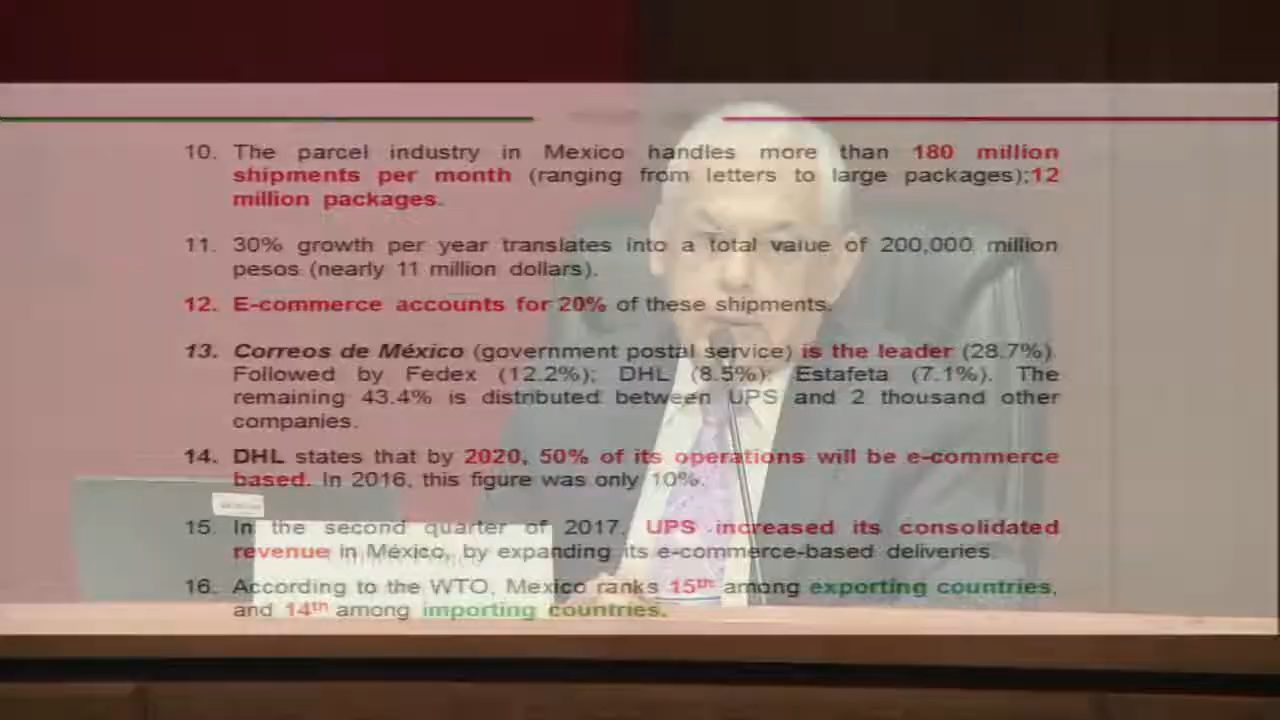 10. The parcel industry in Mexico handles more than 180 million
shipments per month (ranging from letters to large packages);12
million packages.
11. 30% growth per year translates into a total value of 200,000 million
pesos (nearly 11 million dollars).
12. E-commerce accounts for 20% of these shipments.
13. Correos de México (government postal service) is the leader (28.7%)
Followed by Fedex (12.2%); DHL (8.5%); Estafeta (7.1%). The
remaining 43.4% is distributed between UPS and 2 thousand other
companies.
14. DHL states that by 2020, 50% of its operations will be e-commerce
based. In 2016, this figure was only 10%.
15. In the second quarter of 2017, UPS increased its consolidated
revenue in México, by expanding its e-commerce-based deliveries.
16. According to the WTO, Mexico ranks 15th among exporting countries,
and 14th among importing countries.